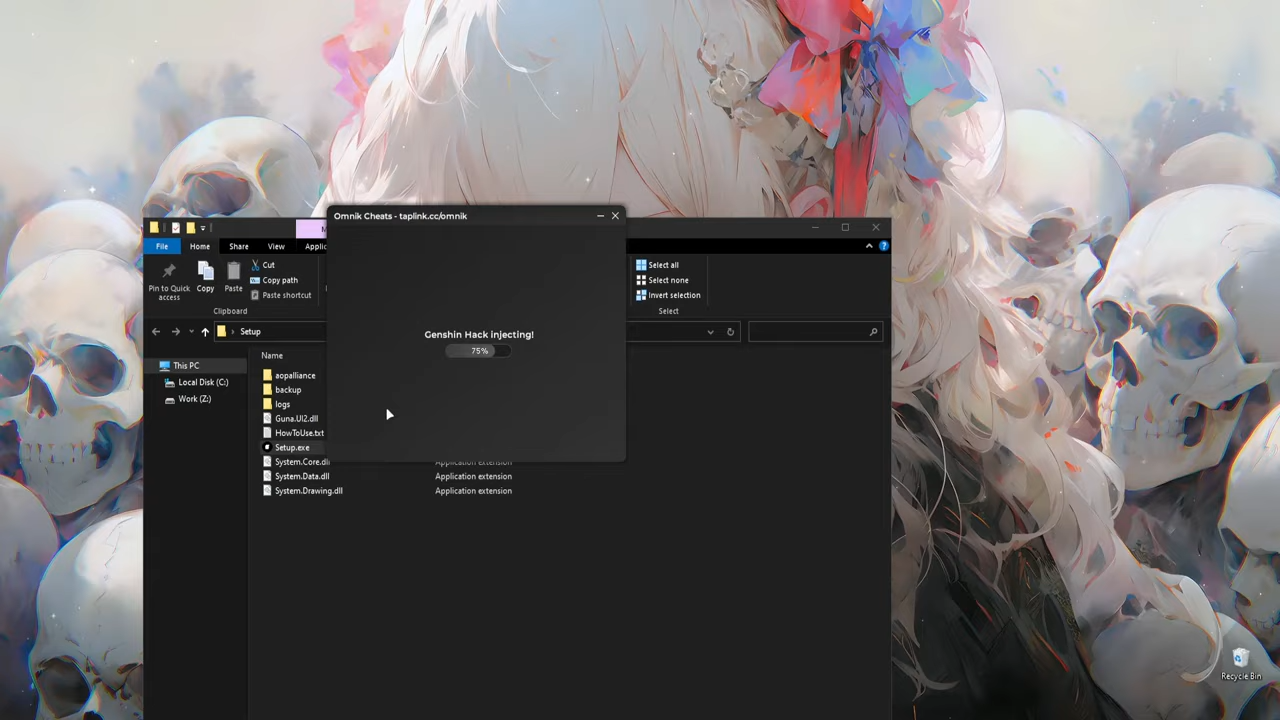 Omnik Cheats - taplink.cc/omnik
File
Home
Share
View
Pin to Quick access
Copy
Paste
Cut
Copy path
Paste shortcut
Clipboard
Select all
Select none
Invert selection
Select
Setup
This PC
Local Disk (C:)
Work (Z:)
Name
aopalliance
backup
logs
Guna.UI2.dll
HowToUse.txt
Setup.exe
System.Core.dll
Application extension
System.Data.dll
Application extension
System.Drawing.dll
Application extension
Genshin Hack injecting!
75%
Recycle Bin